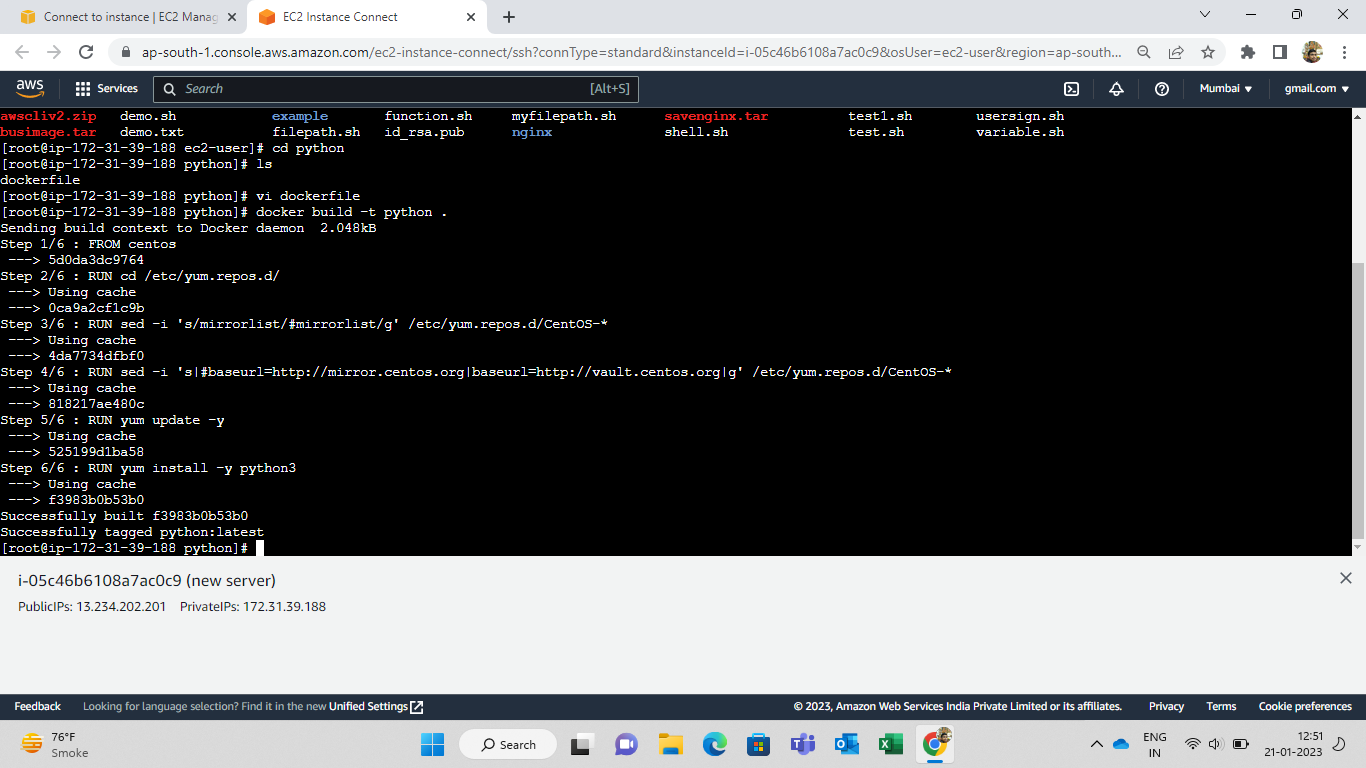 Connect to instance | EC2 Manag
EC2 Instance Connect
ap-south-1.console.aws.amazon.com/ec2-instance-connect/ssh?connType=standard&instanceId=i-05c46b6108a7ac0c9&osUser=ec2-user&region=ap-south...
aws Services Search [Alt+S] Mumbai gmail.com
awscliv2.zip demo.sh example function.sh myfilepath.sh savenginx.tar test1.sh usersign.sh
busimage.tar demo.txt filepath.sh id_rsa.pub nginx shell.sh test.sh variable.sh
[root@ip-172-31-39-188 ec2-user]# cd python
[root@ip-172-31-39-188 python]# ls
dockerfile
[root@ip-172-31-39-188 python]# vi dockerfile
[root@ip-172-31-39-188 python]# docker build -t python .
Sending build context to Docker daemon 2.048kB
Step 1/6 : FROM centos
---> 5d0da3dc9764
Step 2/6 : RUN cd /etc/yum.repos.d/
---> Using cache
---> 0ca9a2cf1c9b
Step 3/6 : RUN sed -i 's/mirrorlist/#mirrorlist/g' /etc/yum.repos.d/CentOS-*
---> Using cache
---> 4da7734dfbf0
Step 4/6 : RUN sed -i 's|#baseurl=http://mirror.centos.org|baseurl=http://vault.centos.org|g' /etc/yum.repos.d/CentOS-*
---> Using cache
---> 818217ae480c
Step 5/6 : RUN yum update -y
---> Using cache
---> 525199d1ba58
Step 6/6 : RUN yum install -y python3
---> Using cache
---> f3983b0b53b0
Successfully built f3983b0b53b0
Successfully tagged python:latest
[root@ip-172-31-39-188 python]#
i-05c46b6108a7ac0c9 (new server)
PublicIPs: 13.234.202.201 PrivateIPs: 172.31.39.188
Feedback Looking for language selection? Find it in the new Unified Settings © 2023, Amazon Web Services India Private Limited or its affiliates. Privacy Terms Cookie preferences
76°F
Smoke
Search
ENG
IN
12:51
21-01-2023